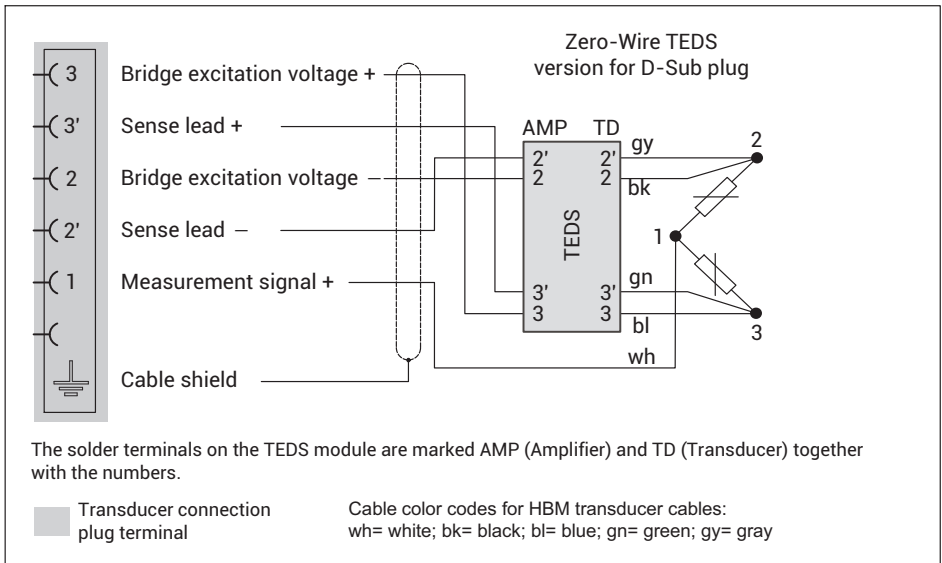 Zero-Wire TEDS
version for D-Sub plug
3 Bridge excitation voltage +
3' Sense lead +
2 Bridge excitation voltage –
2' Sense lead –
1 Measurement signal +
Cable shield
AMP TD
2' 2' gy
2 2 bk
TEDS
3' 3' gn
3 3 bl
wh
2
1
3
The solder terminals on the TEDS module are marked AMP (Amplifier) and TD (Transducer) together
with the numbers.
Transducer connection
plug terminal
Cable color codes for HBM transducer cables:
wh= white; bk= black; bl= blue; gn= green; gy= gray